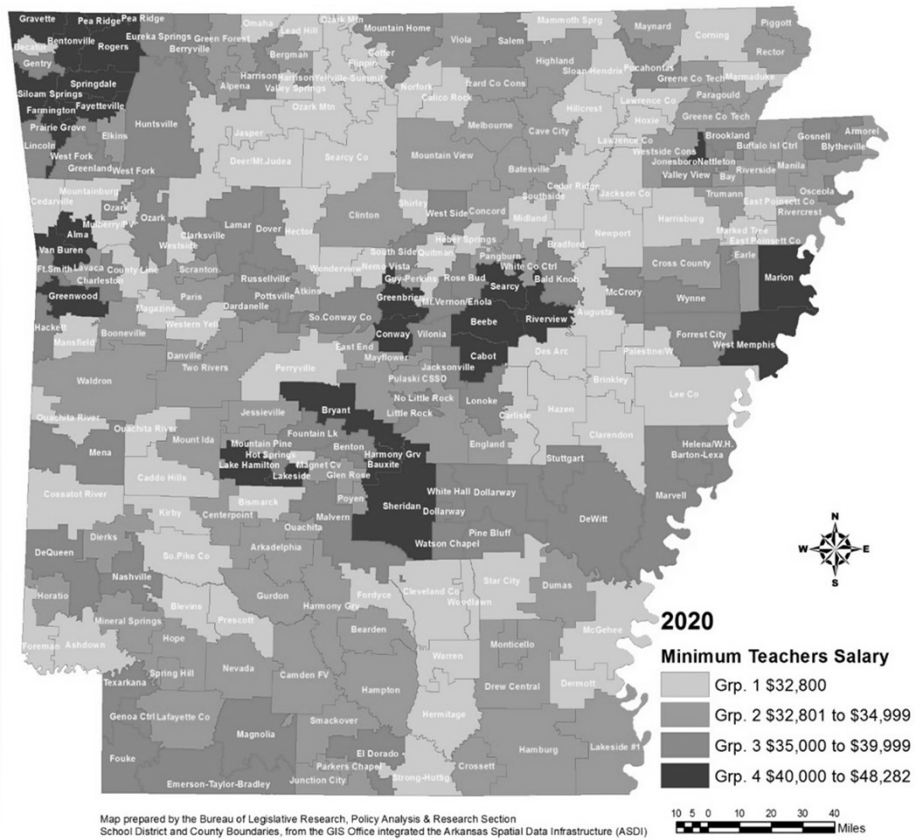 Gravette Pea Ridge Pea Ridge Omaha Ozark Mtn Mountain Home Mammoth Sprg Maynard Corning Piggott
Bentonville Rogers Eureka Springs Green Forest Lead Hill Viola Salem Rector
Decatur Berryville Bergman Cotter
Gentry Flippin Highland Sloan-Hendrix Pocahontas Greene Co Tech Marmaduke
Springdale Alpena Harrison Harrison Yellville-Summit Norfork Izard Co Cons Paragould
Siloam Springs Valley Springs Calico Rock Lawrence Co
Farmington Fayetteville Ozark Mtn Hillcrest Hoxie Greene Co Tech
Prairie Grove Elkins Huntsville Jasper Melbourne Cave City Lawrence Co Brookland Gosnell Armorel
Lincoln Westside Cons Buffalo Isl Ctrl Blytheville
West Fork Deer/Mt.Judea Searcy Co Mountain View Jonesboro Nettleton Manila
Greenland West Fork Batesville Valley View Bay Riverside
Mountainburg Cedar Ridge Trumann Osceola
Cedarville Ozark Shirley Southside Jackson Co East Poinsett Co
Mulberry/PV Ozark Clinton West Side Concord Midland Harrisburg Rivercrest
Alma Clarksville Lamar Dover Hector Newport Marked Tree
Van Buren Westside South Side Quitman Heber Springs Bradford East Poinsett Co
Ft.Smith Lavaca County Line Scranton Wonderview Nemo Vista Pangburn White Co Ctrl Cross County Earle
Charleston Russellville Guy-Perkins Rose Bud Bald Knob Marion
Greenwood Paris Pottsville Atkins Greenbrier Searcy McCrory Wynne
Magazine Dardanelle Mt.Vernon/Enola
Hackett Western Yell So.Conway Co Beebe Riverview Augusta
Mansfield Booneville Conway Vilonia Forrest City West Memphis
Danville East End Cabot Des Arc Palestine/W
Two Rivers Mayflower
Waldron Perryville Jacksonville
Pulaski CSSO Brinkley
No Little Rock Lonoke Lee Co
Ouachita River Jessieville Bryant Little Rock Carlisle Hazen
Ouachita River Fountain Lk Clarendon
Mount Ida Mountain Pine Benton England Helena/W.H.
Mena Hot Springs Harmony Grv Stuttgart Barton-Lexa
Lake Hamilton Magnet Cv Bauxite
Caddo Hills Lakeside Glen Rose
Cossatot River Bismarck Poyen Sheridan White Hall Dollarway Marvell
Kirby Centerpoint Malvern Dollarway DeWitt
Ouachita Pine Bluff
Dierks Arkadelphia Watson Chapel
DeQueen So.Pike Co
Nashville Star City Dumas
Horatio Gurdon Fordyce Cleveland Co
Blevins Harmony Grv Woodlawn
Mineral Springs Prescott Bearden McGehee
Foreman Ashdown Hope Monticello
Nevada Warren
Spring Hill Camden FV
Texarkana Hampton Drew Central Dermott
Genoa Ctrl Lafayette Co Smackover Hermitage
Magnolia
Fouke El Dorado Hamburg Lakeside #1
Parkers Chapel Crossett
Emerson-Taylor-Bradley Junction City Strong-Huttig
N
W E
S
2020
Minimum Teachers Salary
Grp. 1 $32,800
Grp. 2 $32,801 to $34,999
Grp. 3 $35,000 to $39,999
Grp. 4 $40,000 to $48,282
10 5 0 10 20 30 40
Miles
Map prepared by the Bureau of Legislative Research, Policy Analysis & Research Section
School District and County Boundaries, from the GIS Office integrated the Arkansas Spatial Data Infrastructure (ASDI)